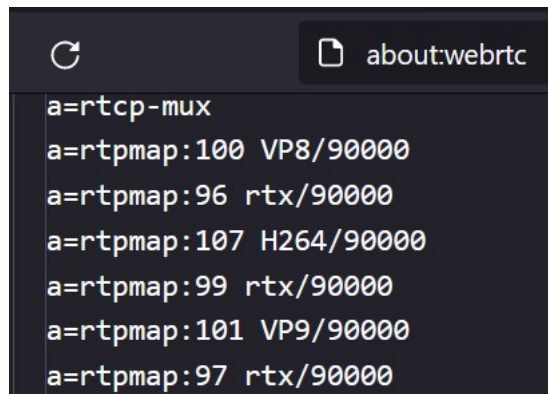 about:webrtc
a=rtcp-mux
a=rtpmap:100 VP8/90000
a=rtpmap:96 rtx/90000
a=rtpmap:107 H264/90000
a=rtpmap:99 rtx/90000
a=rtpmap:101 VP9/90000
a=rtpmap:97 rtx/90000